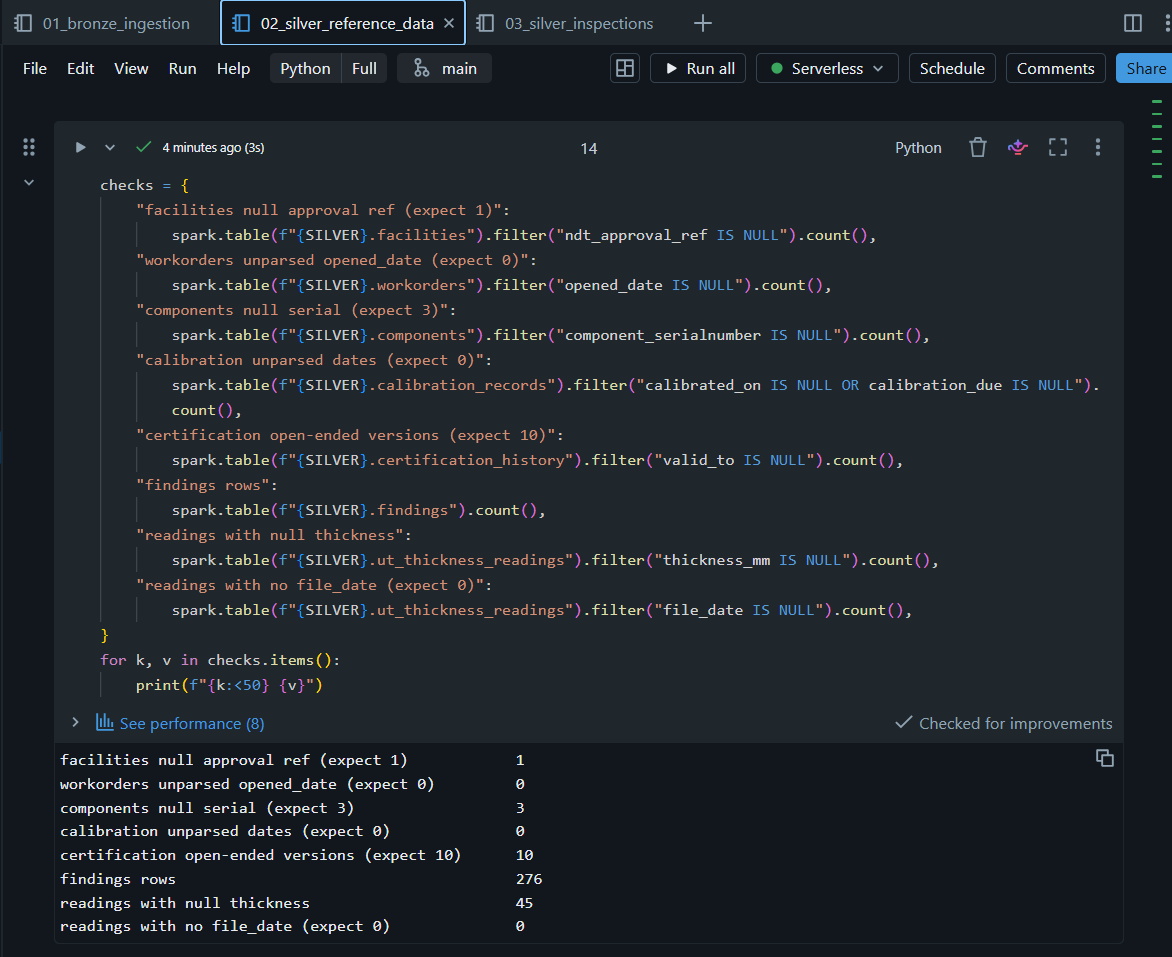 01_bronze_ingestion
02_silver_reference_data
03_silver_inspections
File Edit View Run Help Python Full main Run all Serverless Schedule Comments Share
4 minutes ago (3s) 14 Python
checks = {
    "facilities null approval ref (expect 1)":
        spark.table(f"{SILVER}.facilities").filter("ndt_approval_ref IS NULL").count(),
    "workorders unparsed opened_date (expect 0)":
        spark.table(f"{SILVER}.workorders").filter("opened_date IS NULL").count(),
    "components null serial (expect 3)":
        spark.table(f"{SILVER}.components").filter("component_serialnumber IS NULL").count(),
    "calibration unparsed dates (expect 0)":
        spark.table(f"{SILVER}.calibration_records").filter("calibrated_on IS NULL OR calibration_due IS NULL").
        count(),
    "certification open-ended versions (expect 10)":
        spark.table(f"{SILVER}.certification_history").filter("valid_to IS NULL").count(),
    "findings rows":
        spark.table(f"{SILVER}.findings").count(),
    "readings with null thickness":
        spark.table(f"{SILVER}.ut_thickness_readings").filter("thickness_mm IS NULL").count(),
    "readings with no file_date (expect 0)":
        spark.table(f"{SILVER}.ut_thickness_readings").filter("file_date IS NULL").count(),
}
for k, v in checks.items():
    print(f"{k:<50} {v}")
See performance (8) Checked for improvements
facilities null approval ref (expect 1) 1
workorders unparsed opened_date (expect 0) 0
components null serial (expect 3) 3
calibration unparsed dates (expect 0) 0
certification open-ended versions (expect 10) 10
findings rows 276
readings with null thickness 45
readings with no file_date (expect 0) 0